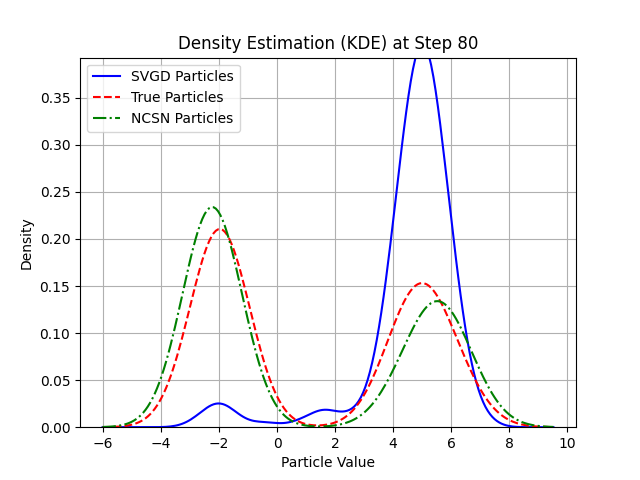 Density Estimation (KDE) at Step 80
SVGD Particles
True Particles
NCSN Particles
0.35
0.30
0.25
0.20
0.15
0.10
0.05
0.00
Density
−6 −4 −2 0 2 4 6 8 10
Particle Value